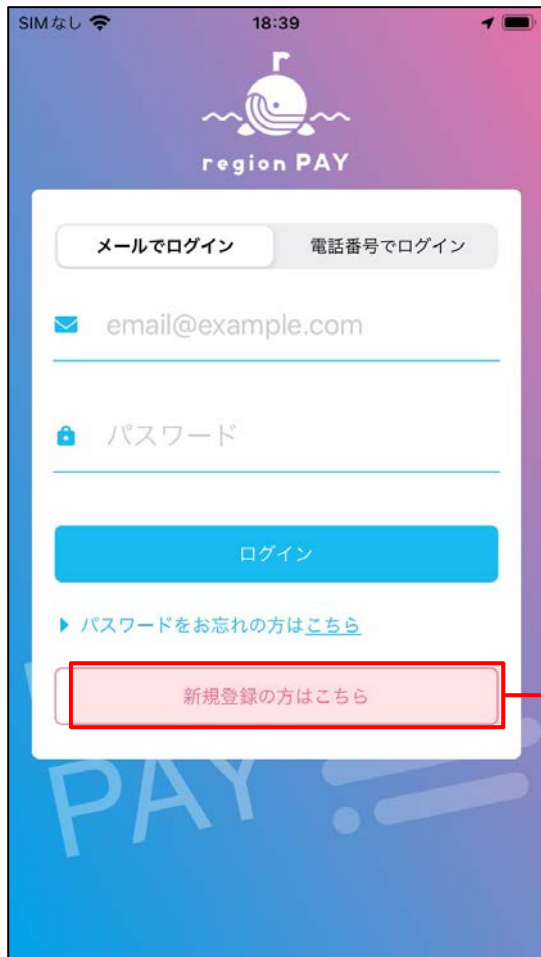 SIMなし 18:39
r
region PAY
メールでログイン 電話番号でログイン
email@example.com
パスワード
ログイン
パスワードをお忘れの方はこちら
新規登録の方はこちら
PAY